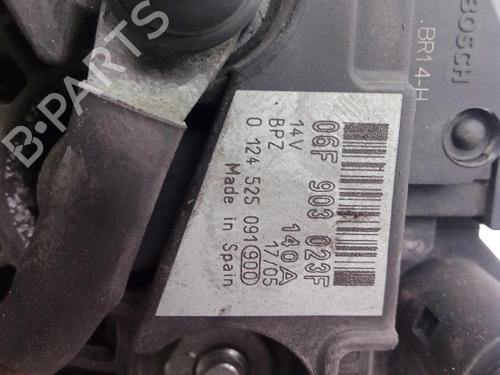 BOSCH
BR14-H
06F 903 023F
14V 140A
BPZ 17/05
0 124 525 091 900
Made in Spain
B-PARTS